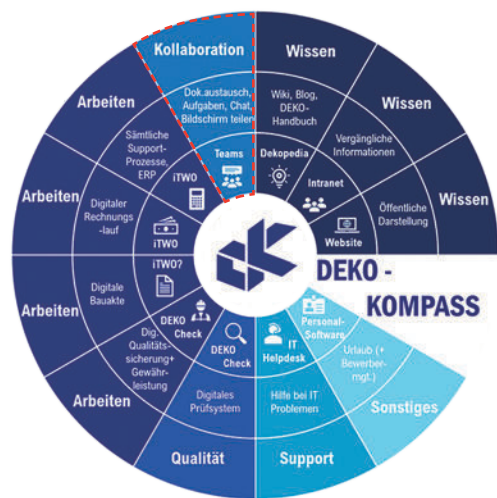 Kollaboration
Dok.austausch,
Aufgaben, Chat,
Bildschirm teilen
Teams
Wissen
Wiki, Blog,
DEKO-
Handbuch
Dekopedia
Wissen
Vergängliche
Informationen
Intranet
Wissen
Öffentliche
Darstellung
Website
DEKO -
KOMPASS
Sonstiges
Urlaub (+
Bewerber-
mgt.)
Personal-
Software
Support
Hilfe bei IT
Problemen
IT
Helpdesk
Qualität
Digitales
Prüfsystem
DEKO
Check
Arbeiten
Dig.
Qualitäts-
sicherung+
Gewähr-
leistung
DEKO
Check
Arbeiten
Digitale
Bauakte
iTWO?
Arbeiten
Digitaler
Rechnungs
-lauf
iTWO
Arbeiten
Sämtliche
Support-
Prozesse,
ERP
iTWO